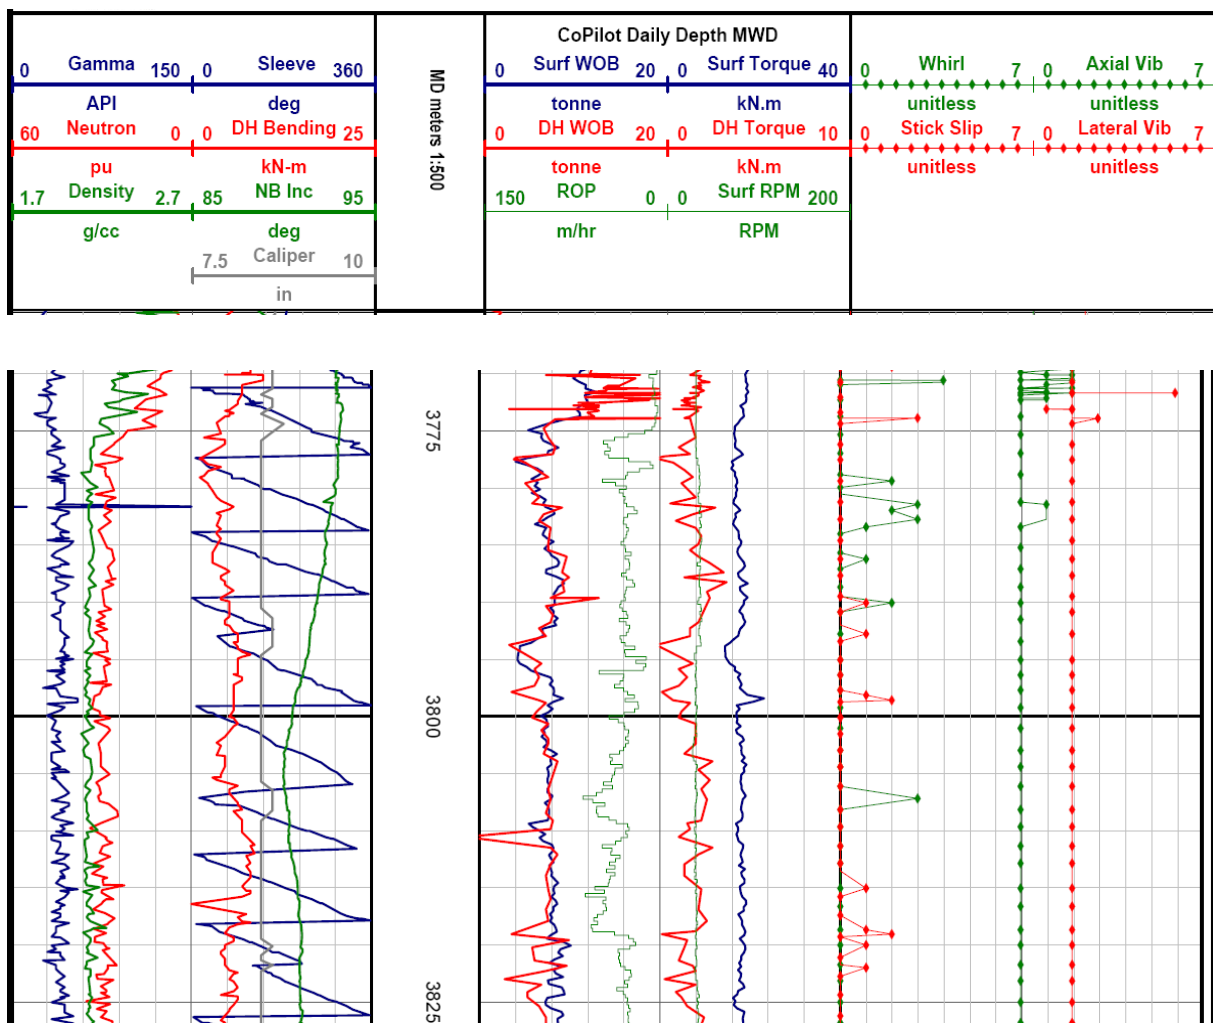 CoPilot Daily Depth MWD
0 Gamma 150 0 Sleeve 360
API deg
60 Neutron 0 0 DH Bending 25
pu kN-m
1.7 Density 2.7 85 NB Inc 95
g/cc deg
7.5 Caliper 10
in
MD meters 1:500
0 Surf WOB 20 0 Surf Torque 40
tonne kN.m
0 DH WOB 20 0 DH Torque 10
tonne kN.m
150 ROP 0 0 Surf RPM 200
m/hr RPM
0 Whirl 7 0 Axial Vib 7
unitless unitless
0 Stick Slip 7 0 Lateral Vib 7
unitless unitless
3775
3800
3825